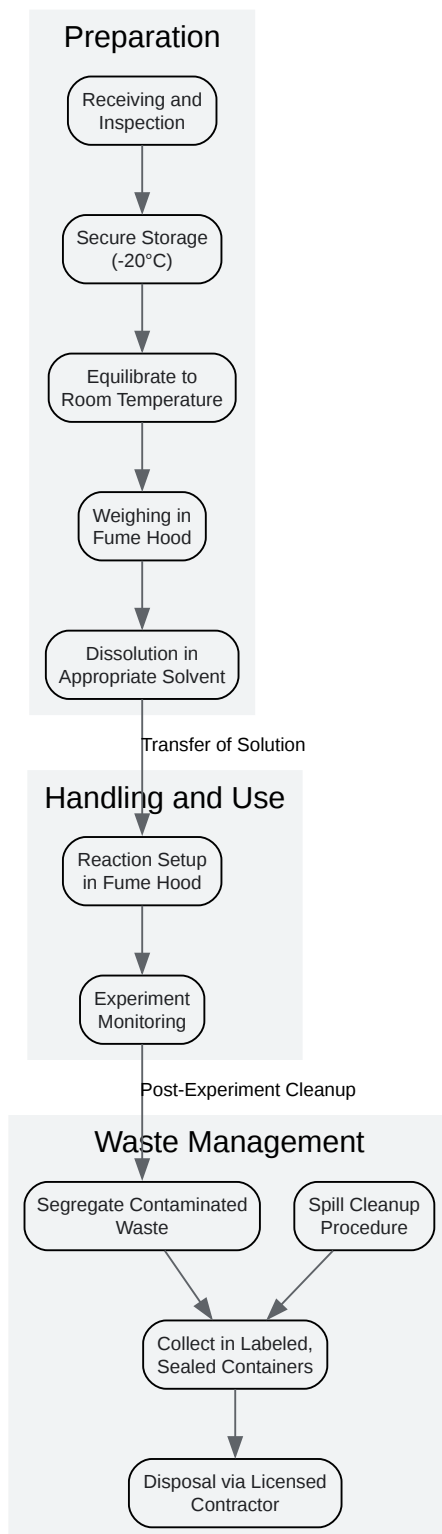 Preparation
Receiving and
Inspection
Secure Storage
(-20°C)
Equilibrate to
Room Temperature
Weighing in
Fume Hood
Dissolution in
Appropriate Solvent
Transfer of Solution
Handling and Use
Reaction Setup
in Fume Hood
Experiment
Monitoring
Post-Experiment Cleanup
Waste Management
Segregate Contaminated
Waste
Spill Cleanup
Procedure
Collect in Labeled,
Sealed Containers
Disposal via Licensed
Contractor